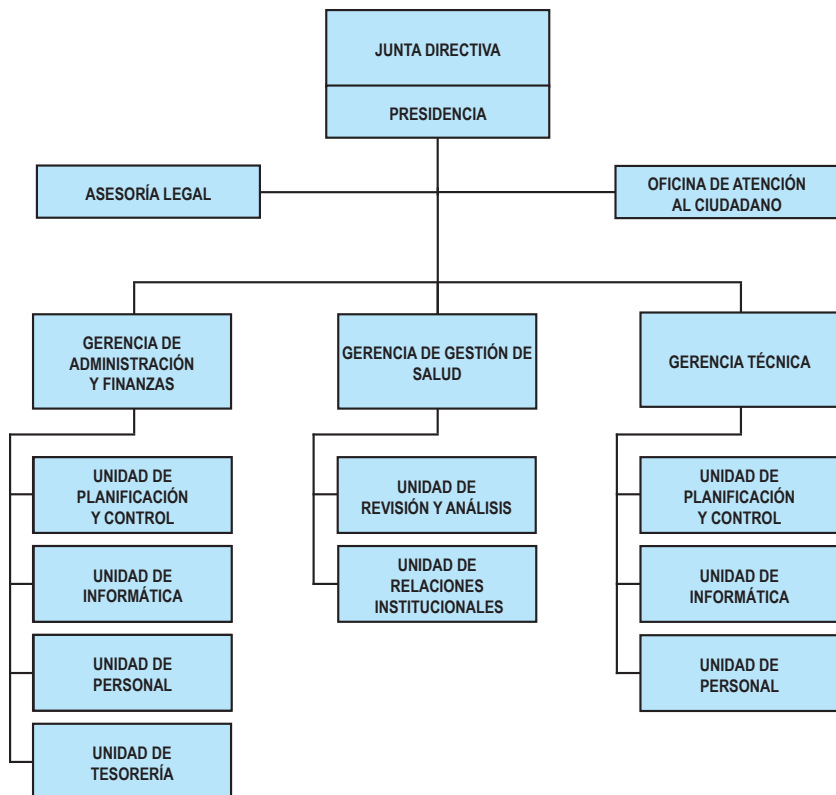 JUNTA DIRECTIVA
PRESIDENCIA
ASESORÍA LEGAL
OFICINA DE ATENCIÓN
AL CIUDADANO
GERENCIA DE
ADMINISTRACIÓN
Y FINANZAS
GERENCIA DE GESTIÓN DE
SALUD
GERENCIA TÉCNICA
UNIDAD DE
PLANIFICACIÓN
Y CONTROL
UNIDAD DE
INFORMÁTICA
UNIDAD DE
PERSONAL
UNIDAD DE
TESORERÍA
UNIDAD DE
REVISIÓN Y ANÁLISIS
UNIDAD DE
RELACIONES
INSTITUCIONALES
UNIDAD DE
PLANIFICACIÓN
Y CONTROL
UNIDAD DE
INFORMÁTICA
UNIDAD DE
PERSONAL